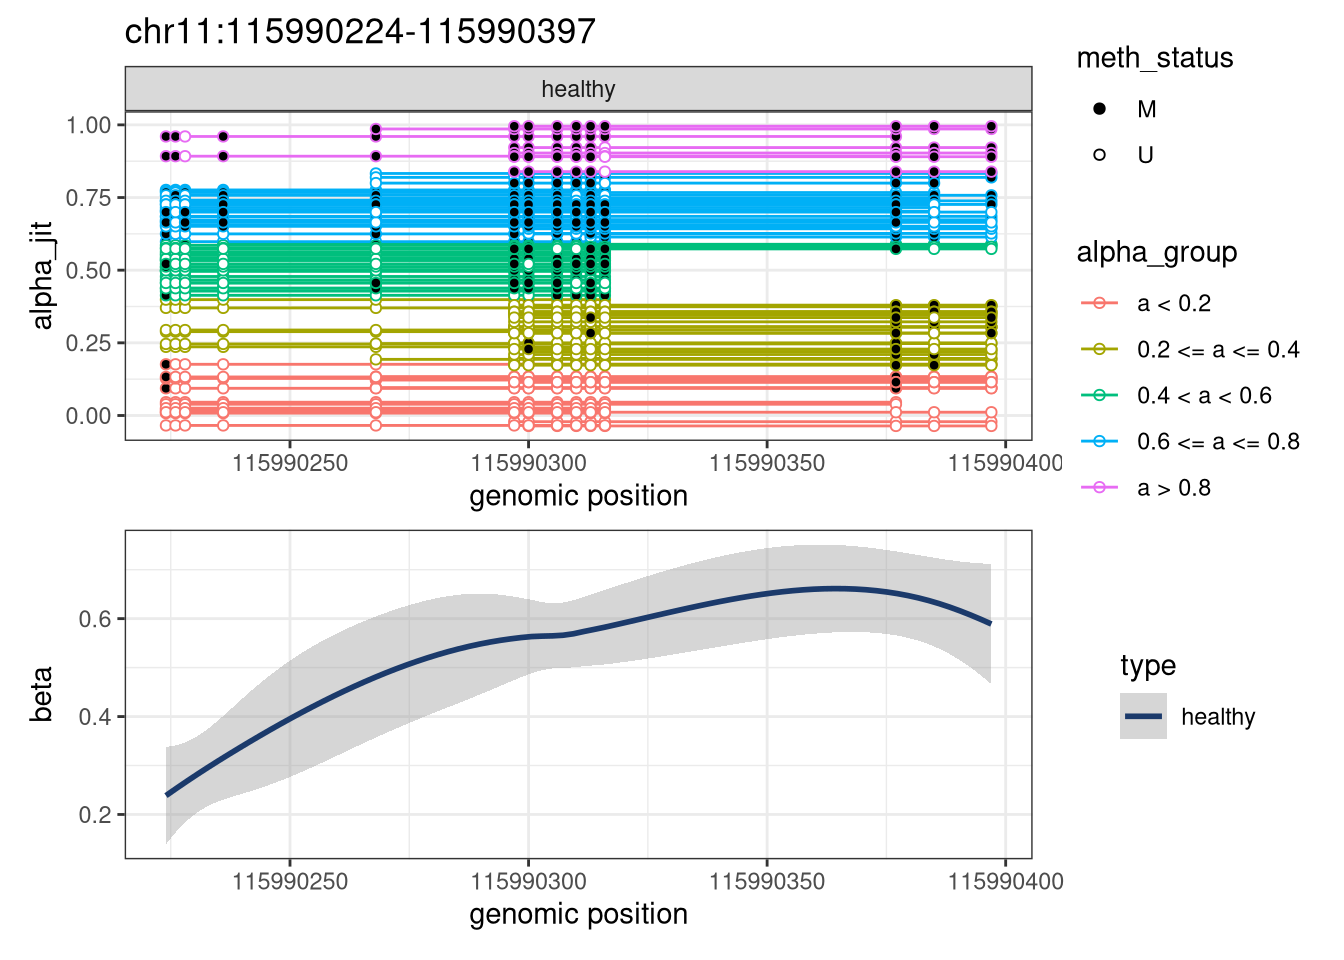 chr11:115990224-115990397
healthy
alpha_jit
1.00
0.75
0.50
0.25
0.00
115990250 115990300 115990350 115990400
genomic position
meth_status
M
U
alpha_group
a < 0.2
0.2 <= a <= 0.4
0.4 < a < 0.6
0.6 <= a <= 0.8
a > 0.8
beta
0.6
0.4
0.2
115990250 115990300 115990350 115990400
genomic position
type
healthy